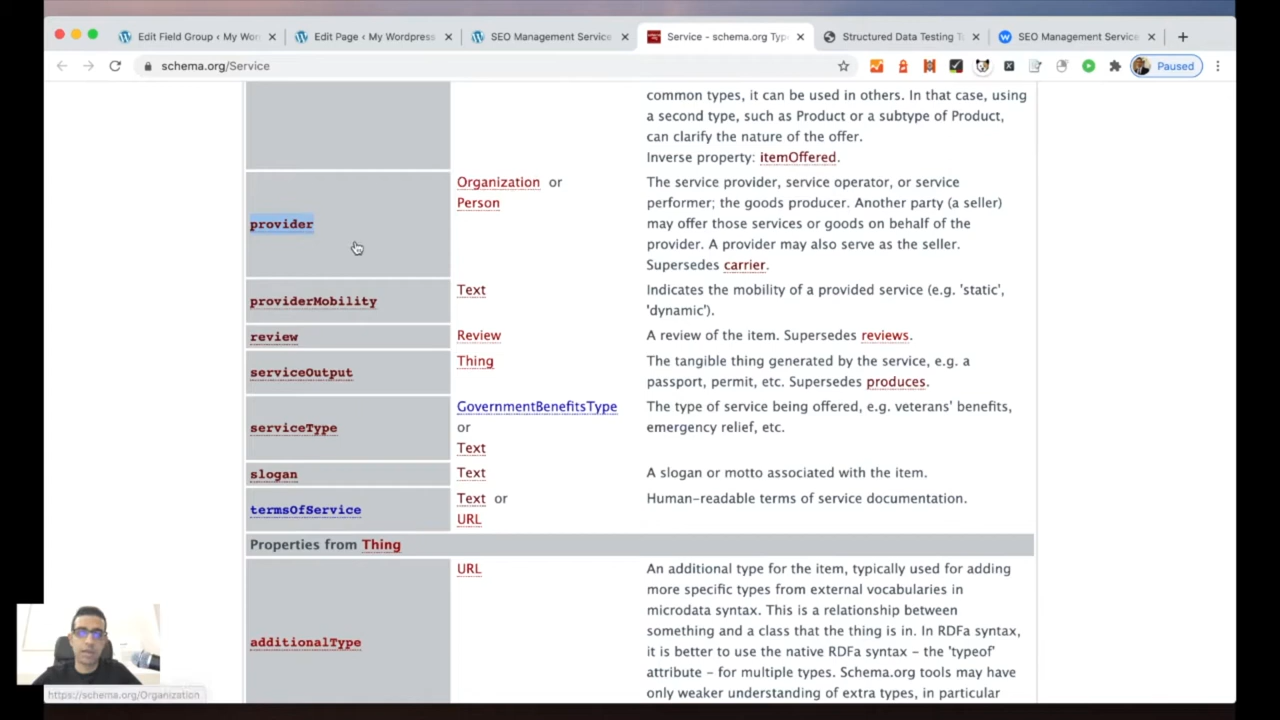 Edit Field Group ‹ My Wor
Edit Page ‹ My Wordpress
SEO Management Service
Service - schema.org Typ
Structured Data Testing T
SEO Management Servic
schema.org/Service
Paused
common types, it can be used in others. In that case, using
a second type, such as Product or a subtype of Product,
can clarify the nature of the offer.
Inverse property: itemOffered.
provider
Organization or
Person
The service provider, service operator, or service
performer; the goods producer. Another party (a seller)
may offer those services or goods on behalf of the
provider. A provider may also serve as the seller.
Supersedes carrier.
providerMobility
Text
Indicates the mobility of a provided service (e.g. 'static',
'dynamic').
review
Review
A review of the item. Supersedes reviews.
serviceOutput
Thing
The tangible thing generated by the service, e.g. a
passport, permit, etc. Supersedes produces.
serviceType
GovernmentBenefitsType
or
Text
The type of service being offered, e.g. veterans' benefits,
emergency relief, etc.
slogan
Text
A slogan or motto associated with the item.
termsOfService
Text or
URL
Human-readable terms of service documentation.
Properties from Thing
additionalType
URL
An additional type for the item, typically used for adding
more specific types from external vocabularies in
microdata syntax. This is a relationship between
something and a class that the thing is in. In RDFa syntax,
it is better to use the native RDFa syntax - the 'typeof'
attribute - for multiple types. Schema.org tools may have
only weaker understanding of extra types, in particular
https://schema.org/Organization